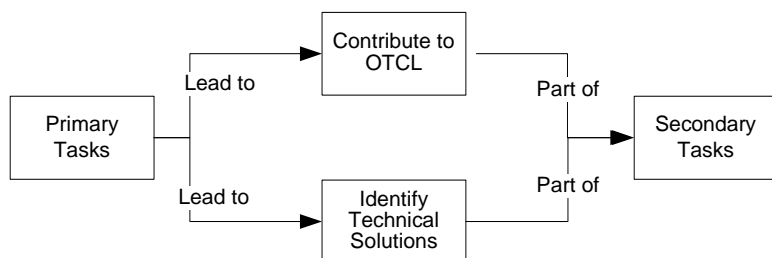 Contribute to
OTCL
Lead to
Part of
Primary
Tasks
Secondary
Tasks
Lead to
Part of
Identify
Technical
Solutions